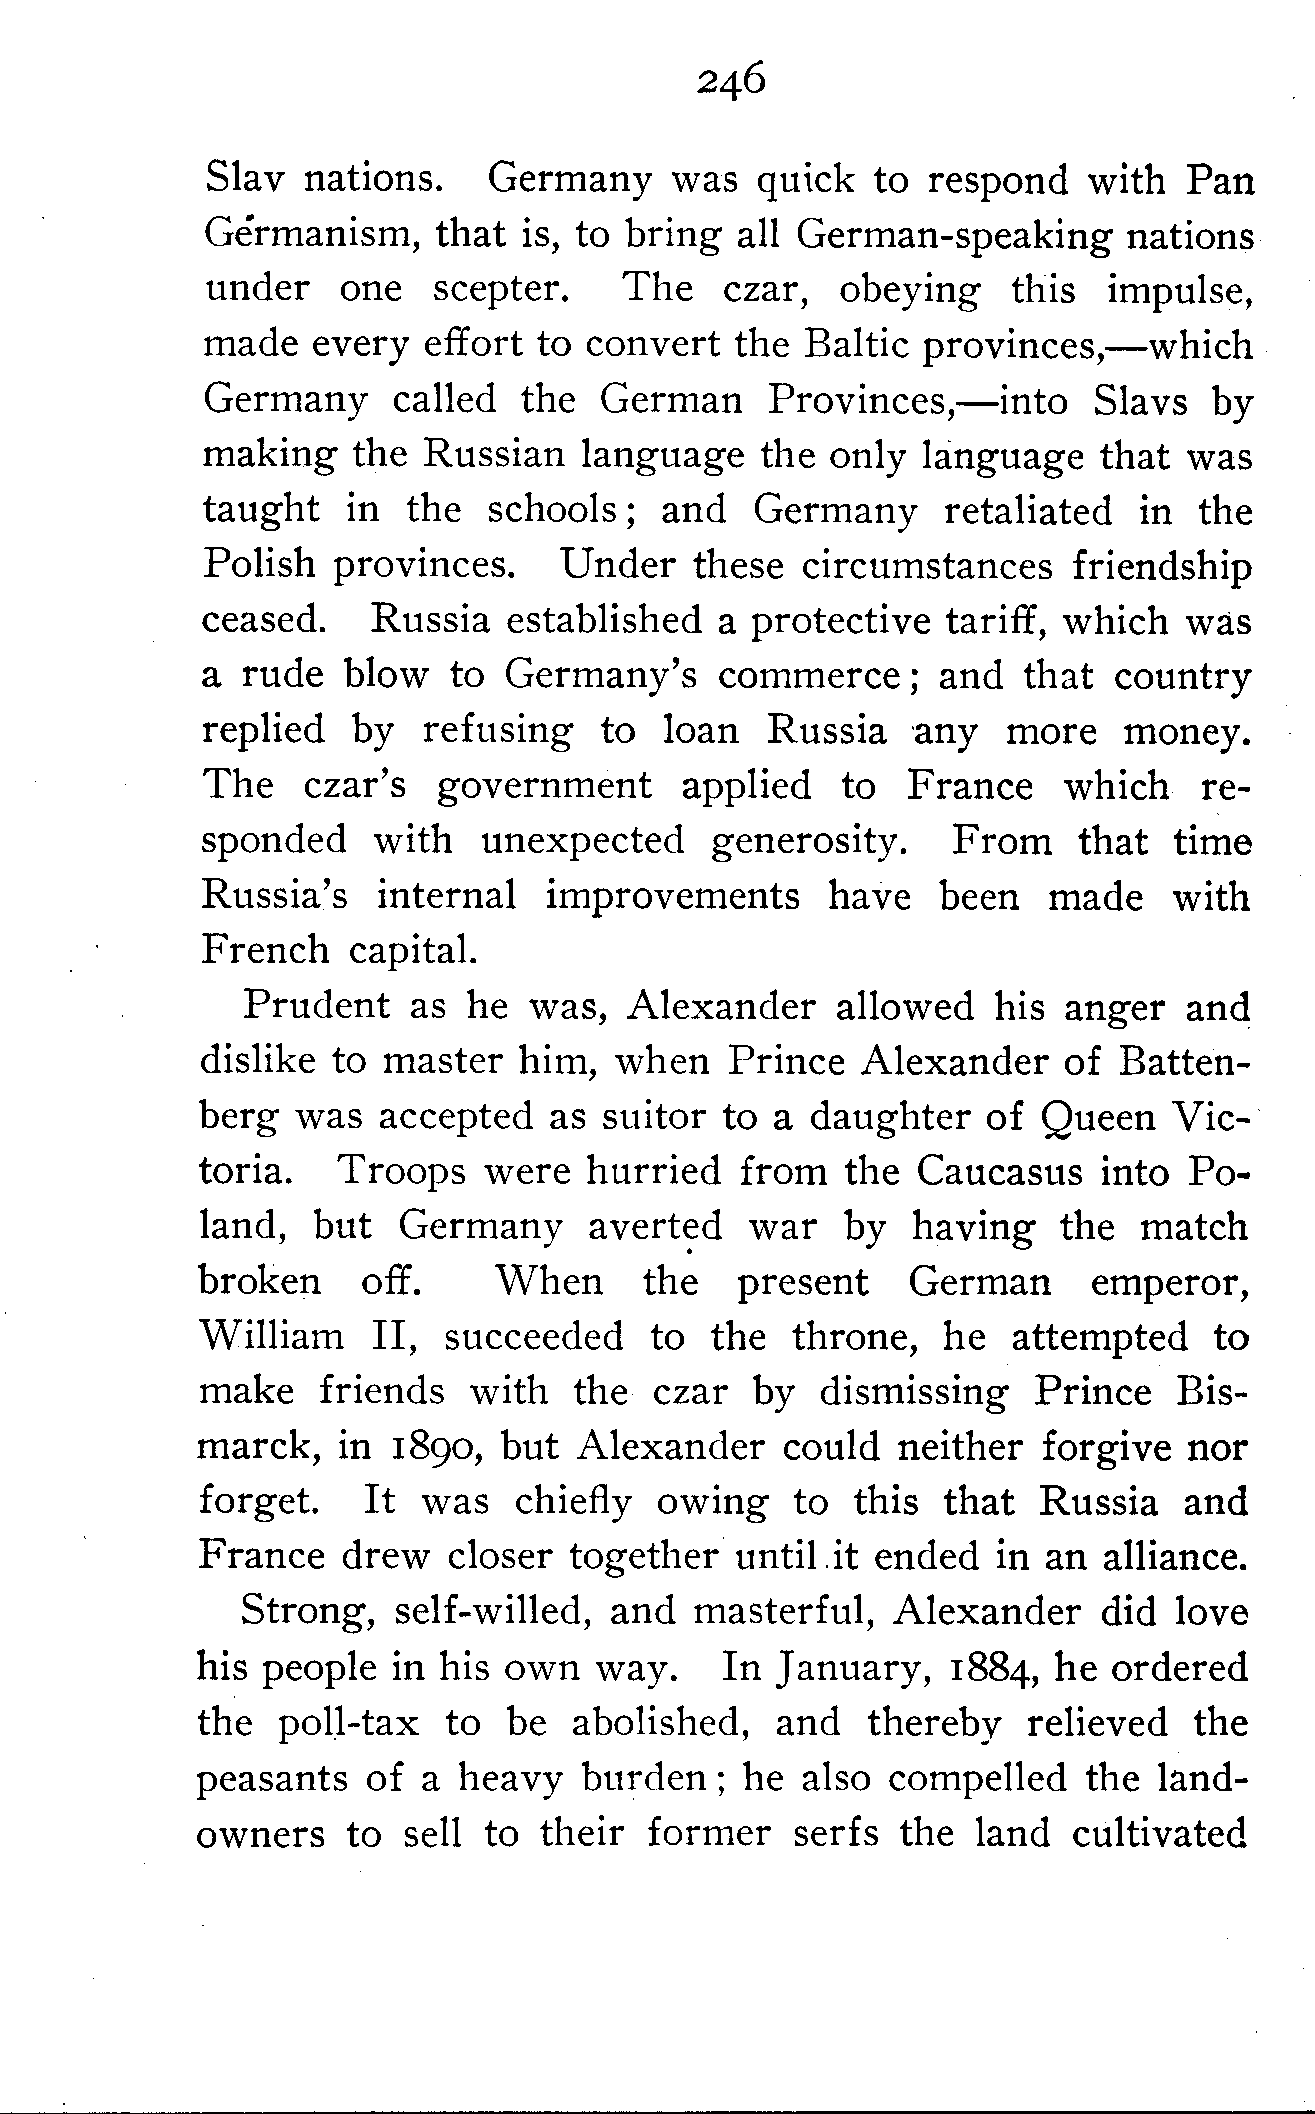 246
Slav nations. Germany was quick to respond with Pan
Germanism, that is, to bring all German-speaking nations
under one scepter. The czar, obeying this impulse,
made every effort to convert the Baltic provinces,—which
Germany called the German Provinces,—into Slavs by
making the Russian language the only language that was
taught in the schools; and Germany retaliated in the
Polish provinces. Under these circumstances friendship
ceased. Russia established a protective tariff, which was
a rude blow to Germany's commerce; and that country
replied by refusing to loan Russia any more money.
The czar's government applied to France which re-
sponded with unexpected generosity. From that time
Russia's internal improvements have been made with
French capital.
Prudent as he was, Alexander allowed his anger and
dislike to master him, when Prince Alexander of Batten-
berg was accepted as suitor to a daughter of Queen Vic-
toria. Troops were hurried from the Caucasus into Po-
land, but Germany averted war by having the match
broken off. When the present German emperor,
William II, succeeded to the throne, he attempted to
make friends with the czar by dismissing Prince Bis-
marck, in 1890, but Alexander could neither forgive nor
forget. It was chiefly owing to this that Russia and
France drew closer together until it ended in an alliance.
Strong, self-willed, and masterful, Alexander did love
his people in his own way. In January, 1884, he ordered
the poll-tax to be abolished, and thereby relieved the
peasants of a heavy burden; he also compelled the land-
owners to sell to their former serfs the land cultivated